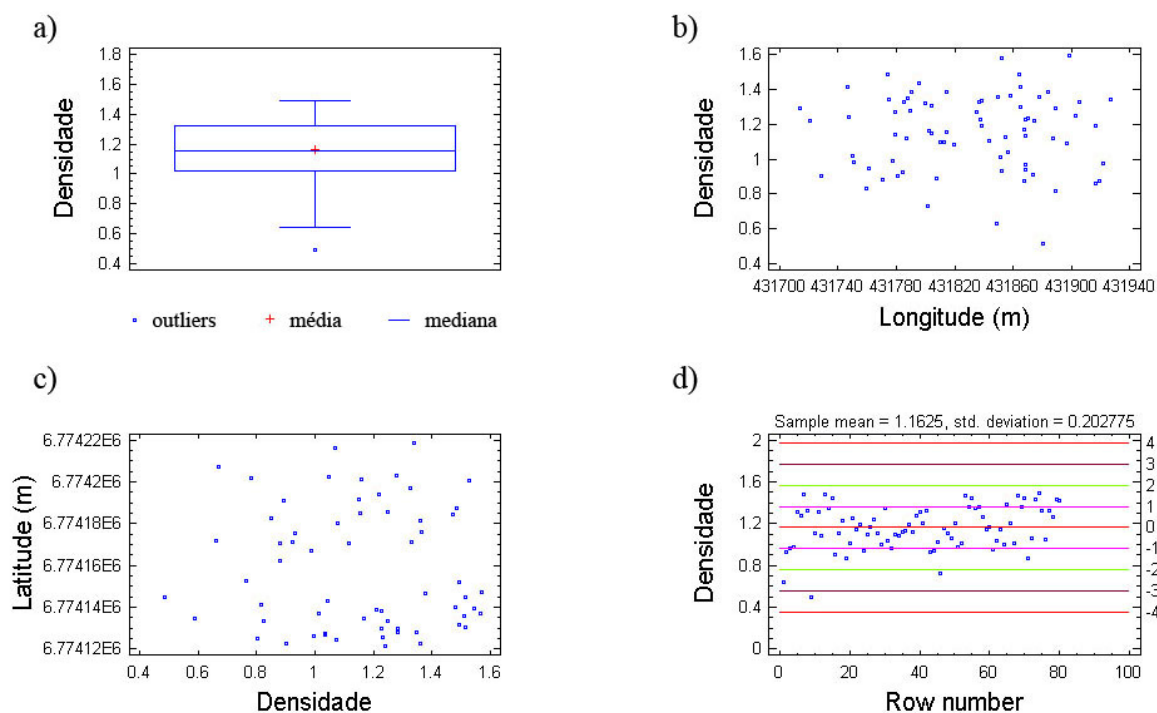 a)
1.8
1.6
1.4
1.2
1
0.8
0.6
0.4
Densidade
outliers
média
mediana
b)
1.8
1.6
1.4
1.2
1
0.8
0.6
0.4
Densidade
431700 431740 431780 431820 431860 431900 431940
Longitude (m)
c)
6.77422E6
6.7742E6
6.77418E6
6.77416E6
6.77414E6
6.77412E6
Latitude (m)
0.4 0.6 0.8 1 1.2 1.4 1.6
Densidade
d)
Sample mean = 1.1625, std. deviation = 0.202775
2
1.6
1.2
0.8
0.4
0
Densidade
4
3
2
1
0
-1
-2
-3
-4
0 20 40 60 80 100
Row number